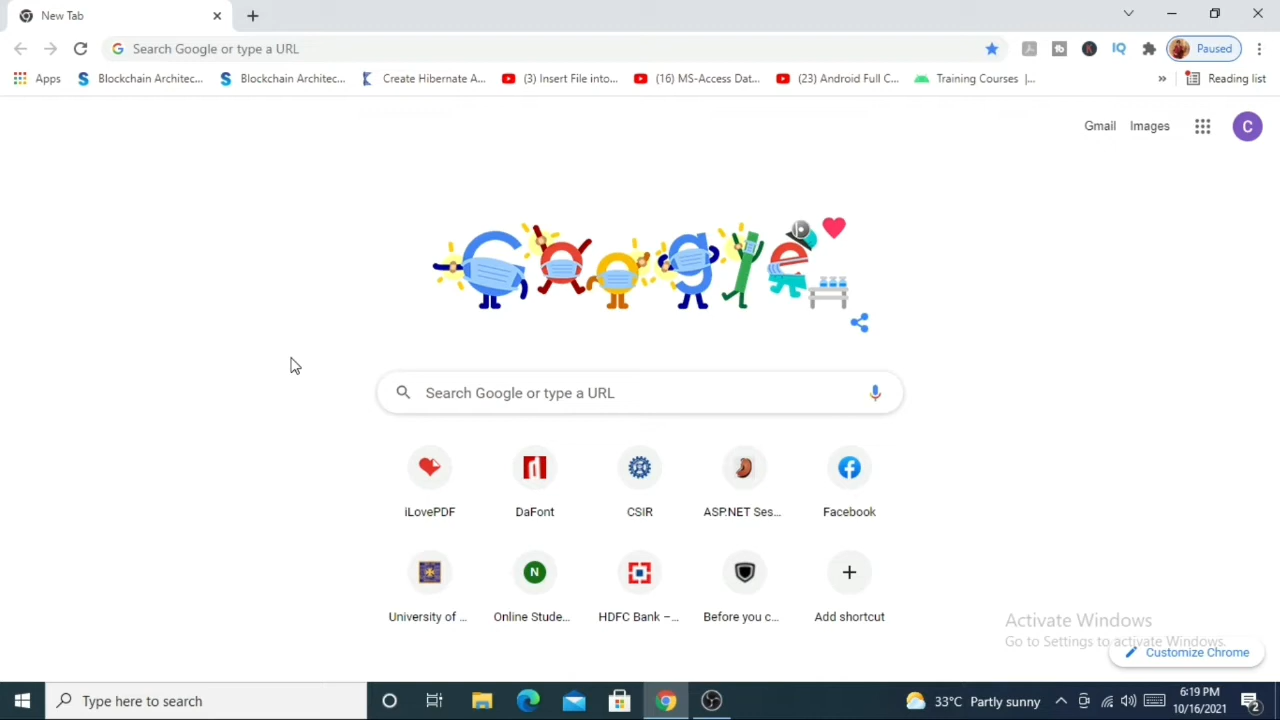 New Tab
Search Google or type a URL
Paused
Apps
Blockchain Architec...
Blockchain Architec...
Create Hibernate A...
(3) Insert File into...
(16) MS-Access Dat...
(23) Android Full C...
Training Courses |...
Reading list
Gmail
Images
C
Search Google or type a URL
iLovePDF
DaFont
CSIR
ASP.NET Ses...
Facebook
N
University of ...
Online Stude...
HDFC Bank –...
Before you c...
Add shortcut
Activate Windows
Go to Settings to activate Windows.
Customize Chrome
Type here to search
33°C Partly sunny
6:19 PM
10/16/2021
2